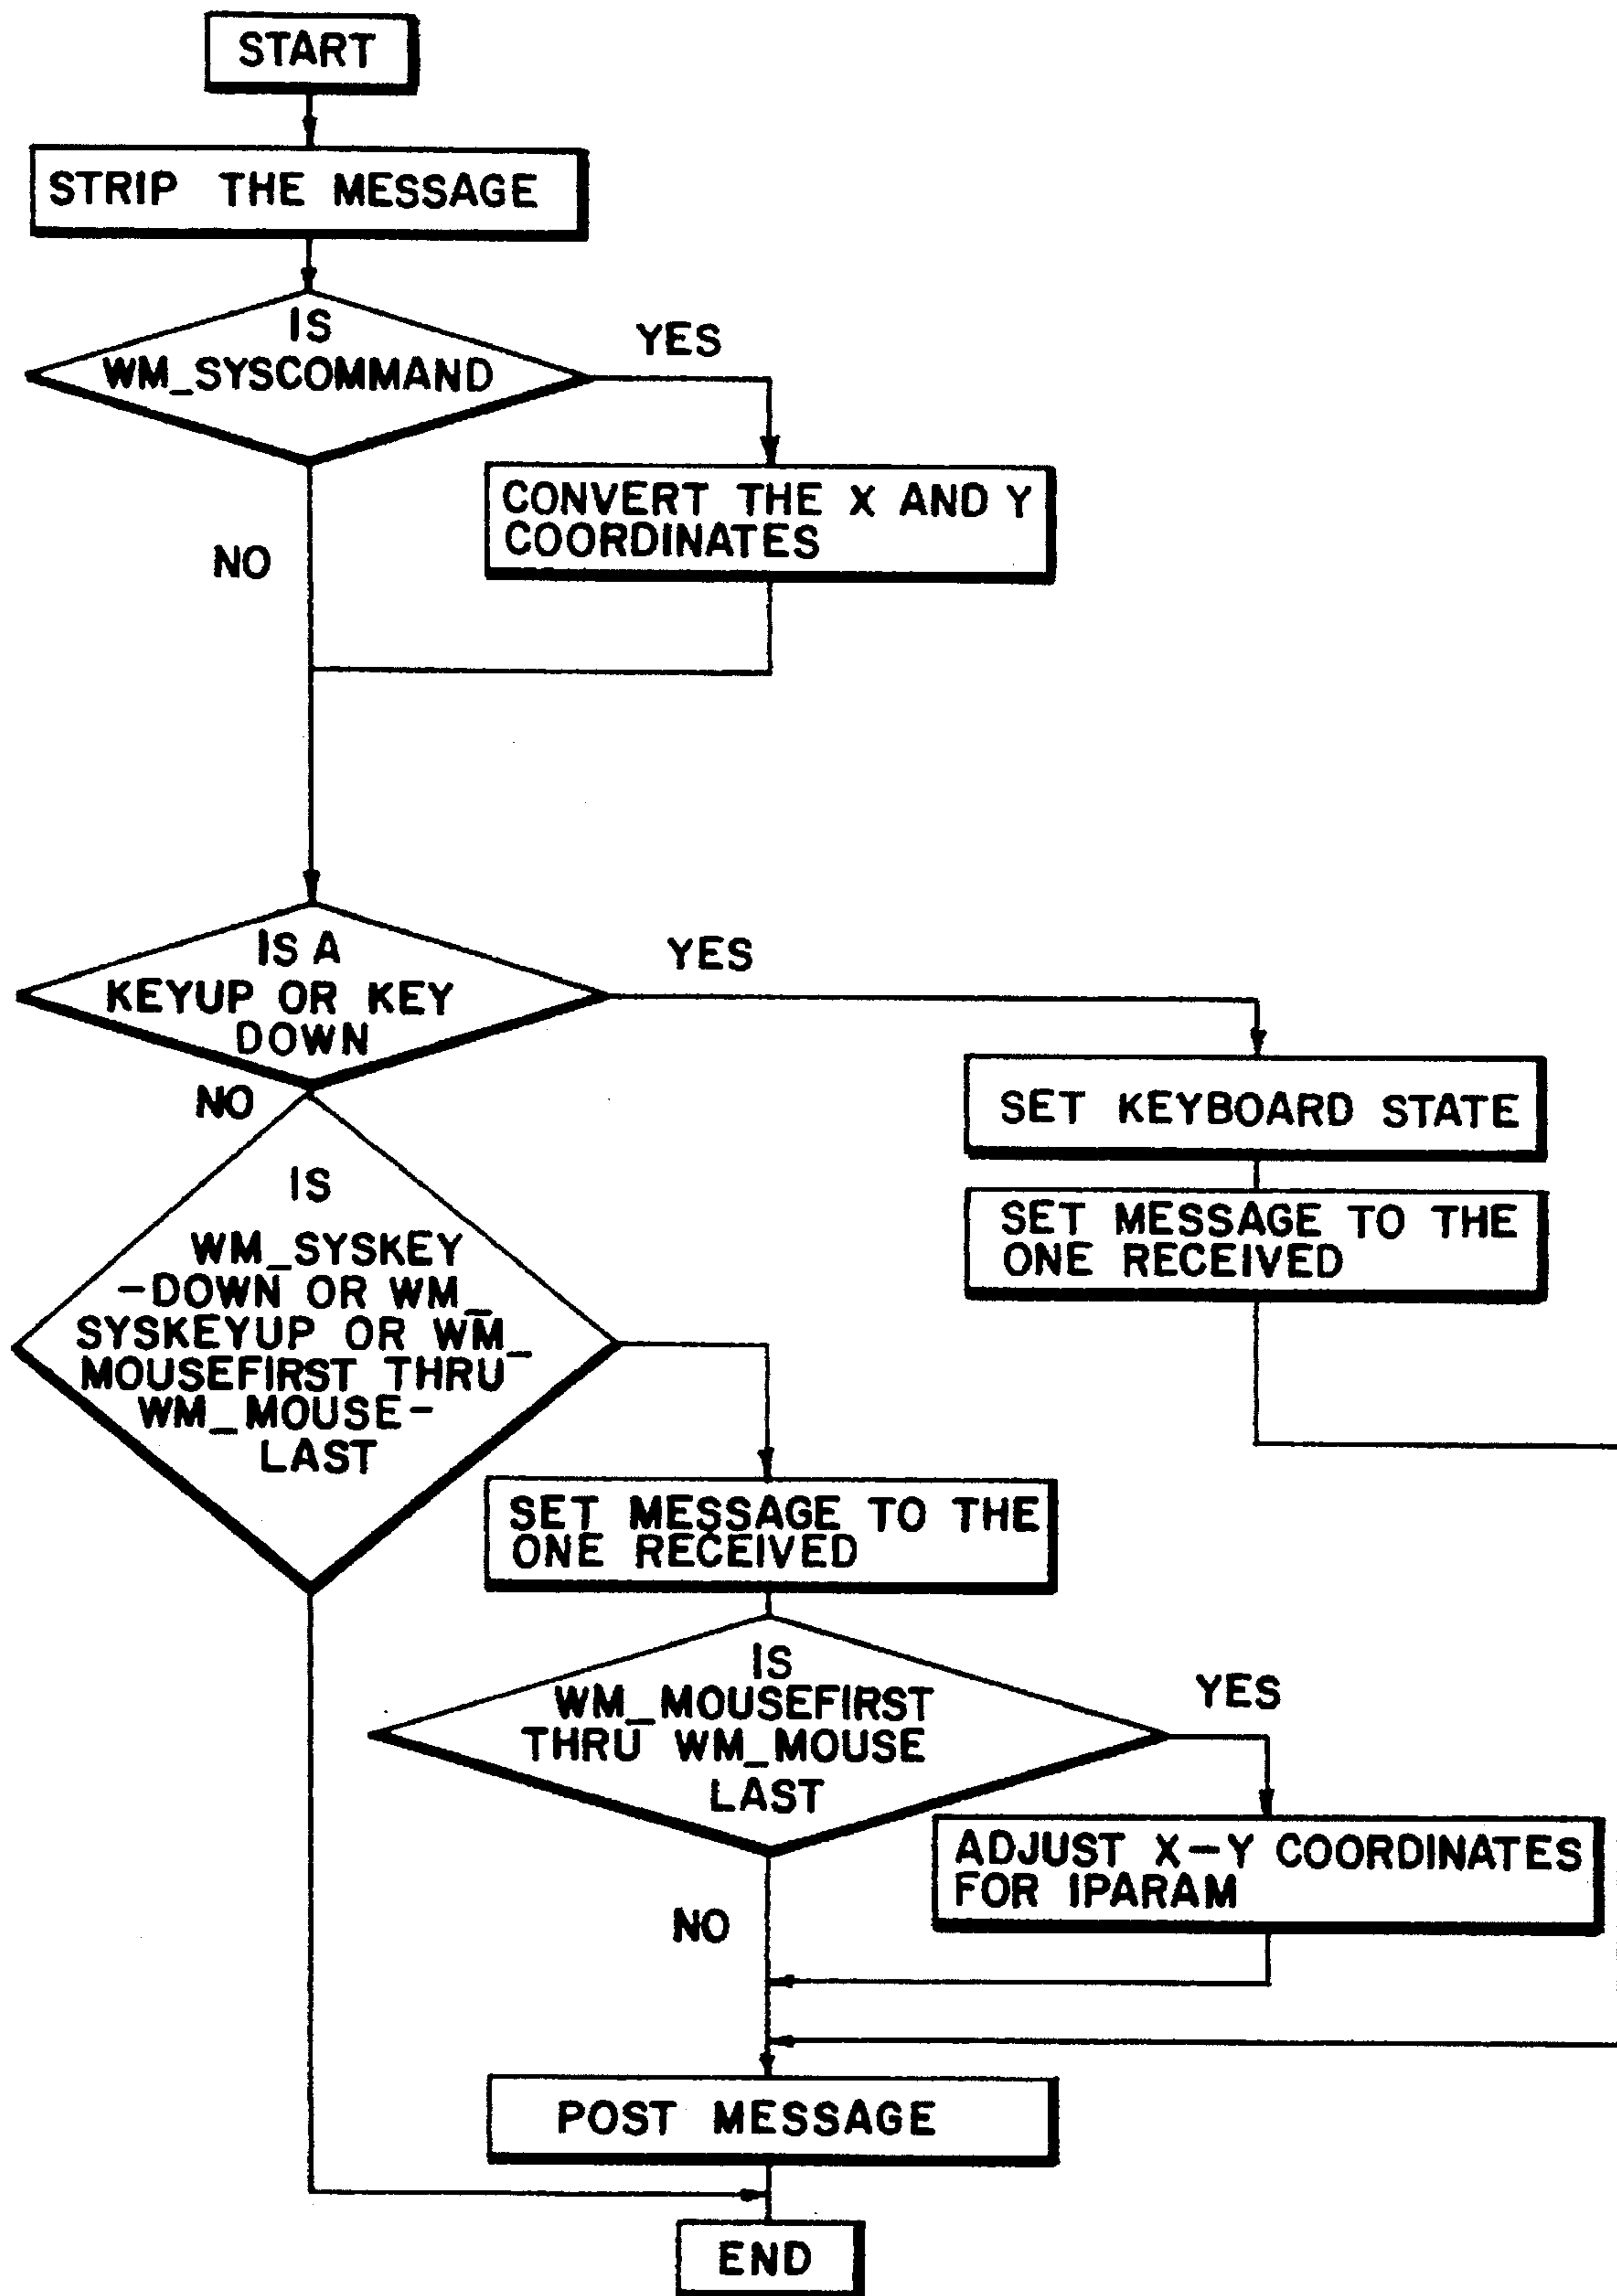 START
STRIP THE MESSAGE
IS
WM_SYSCOMMAND
YES
CONVERT THE X AND Y
COORDINATES
NO
IS A
KEYUP OR KEY
DOWN
YES
NO
SET KEYBOARD STATE
SET MESSAGE TO THE
ONE RECEIVED
IS
WM_SYSKEY
-DOWN OR WM_
SYSKEYUP OR WM_
MOUSEFIRST THRU
WM_MOUSE-
LAST
SET MESSAGE TO THE
ONE RECEIVED
IS
WM_MOUSEFIRST
THRU WM_MOUSE
LAST
YES
ADJUST X-Y COORDINATES
FOR IPARAM
NO
POST MESSAGE
END